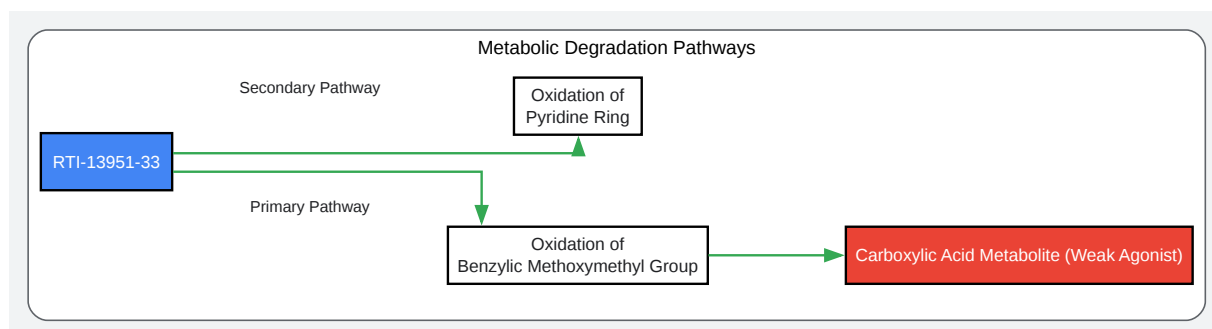 Metabolic Degradation Pathways
Secondary Pathway
Oxidation of
Pyridine Ring
RTI-13951-33
Primary Pathway
Oxidation of
Benzylic Methoxymethyl Group
Carboxylic Acid Metabolite (Weak Agonist)